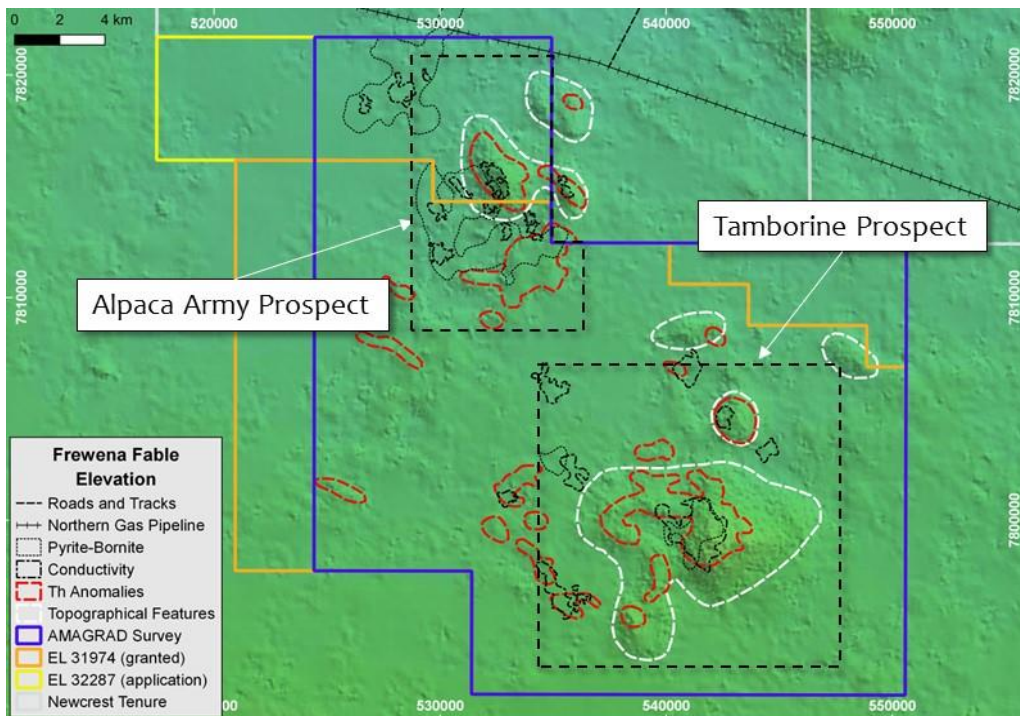 0 2 4 km
520000
530000
540000
550000
7820000
7820000
Tamborine Prospect
Alpaca Army Prospect
7810000
7810000
Frewena Fable
Elevation
Roads and Tracks
Northern Gas Pipeline
Pyrite-Bornite
Conductivity
Th Anomalies
Topographical Features
AMAGRAD Survey
EL 31974 (granted)
EL 32287 (application)
Newcrest Tenure
7800000
530000
540000
550000